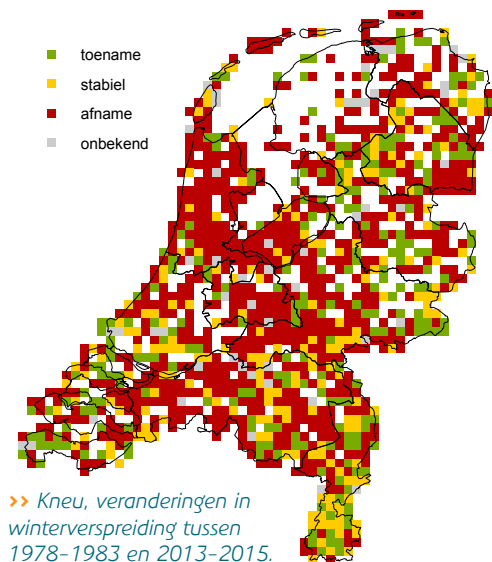 toename
stabiel
afname
onbekend
>> Kneu, veranderingen in
winterverspreiding tussen
1978-1983 en 2013-2015.